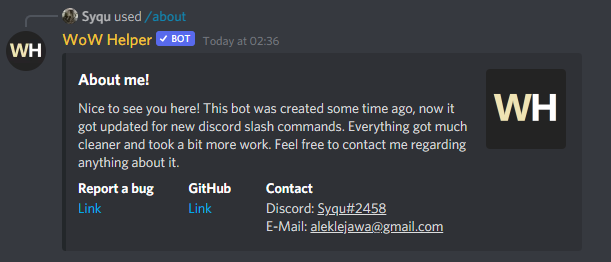 Syqu used /about
WH
WoW Helper ✓ BOT Today at 02:36
About me!
WH
Nice to see you here! This bot was created some time ago, now it
got updated for new discord slash commands. Everything got much
cleaner and took a bit more work. Feel free to contact me regarding
anything about it.
Report a bug GitHub Contact
Link Link Discord: Syqu#2458
E-Mail: aleklejawa@gmail.com